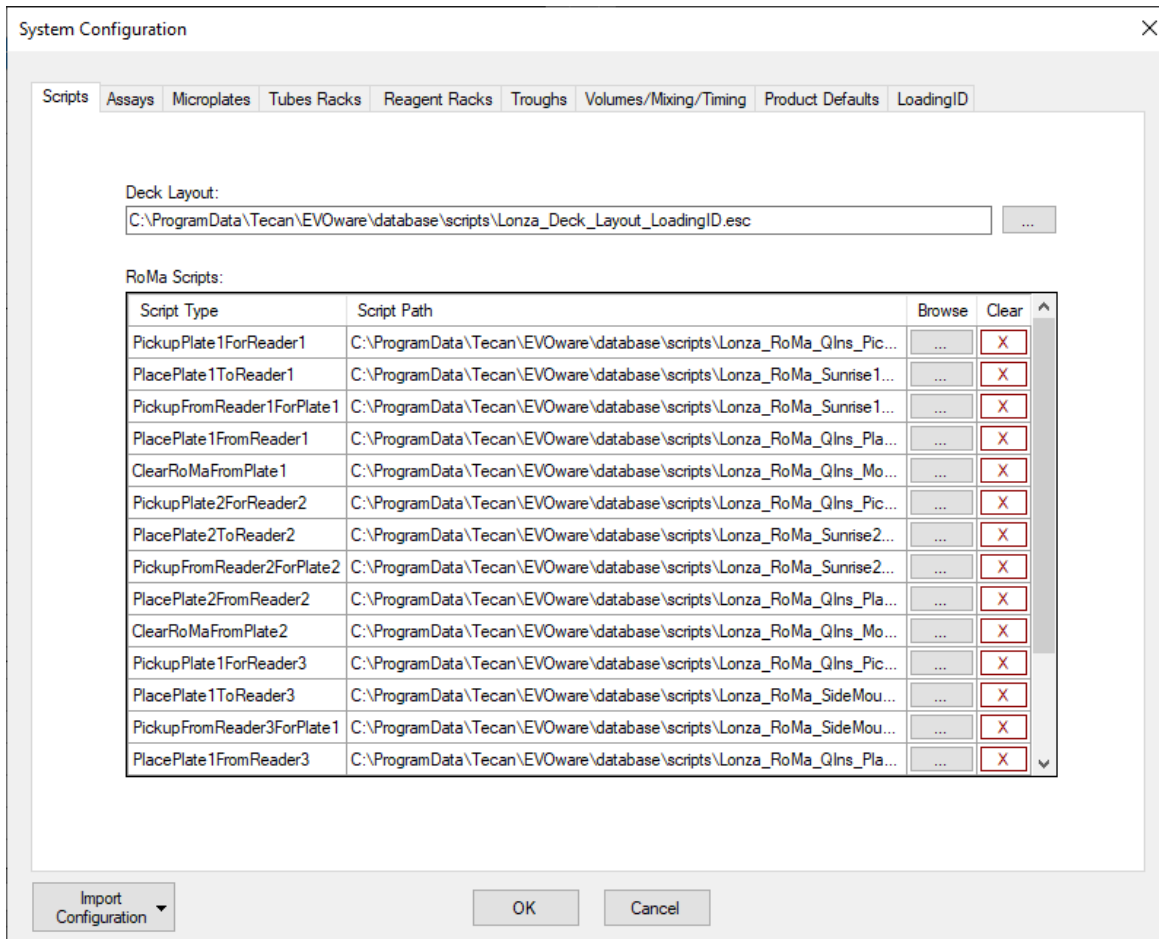 System Configuration
Scripts Assays Microplates Tubes Racks Reagent Racks Troughs Volumes/Mixing/Timing Product Defaults LoadingID
Deck Layout:
C:\ProgramData\Tecan\EVOware\database\scripts\Lonza_Deck_Layout_LoadingID.esc ...
RoMa Scripts:
Script Type Script Path Browse Clear
PickupPlate1ForReader1 C:\ProgramData\Tecan\EVOware\database\scripts\Lonza_RoMa_QIns_Pic... ... X
PlacePlate1ToReader1 C:\ProgramData\Tecan\EVOware\database\scripts\Lonza_RoMa_Sunrise1... ... X
PickupFromReader1ForPlate1 C:\ProgramData\Tecan\EVOware\database\scripts\Lonza_RoMa_Sunrise1... ... X
PlacePlate1FromReader1 C:\ProgramData\Tecan\EVOware\database\scripts\Lonza_RoMa_QIns_Pla... ... X
ClearRoMaFromPlate1 C:\ProgramData\Tecan\EVOware\database\scripts\Lonza_RoMa_QIns_Mo... ... X
PickupPlate2ForReader2 C:\ProgramData\Tecan\EVOware\database\scripts\Lonza_RoMa_QIns_Pic... ... X
PlacePlate2ToReader2 C:\ProgramData\Tecan\EVOware\database\scripts\Lonza_RoMa_Sunrise2... ... X
PickupFromReader2ForPlate2 C:\ProgramData\Tecan\EVOware\database\scripts\Lonza_RoMa_Sunrise2... ... X
PlacePlate2FromReader2 C:\ProgramData\Tecan\EVOware\database\scripts\Lonza_RoMa_QIns_Pla... ... X
ClearRoMaFromPlate2 C:\ProgramData\Tecan\EVOware\database\scripts\Lonza_RoMa_QIns_Mo... ... X
PickupPlate1ForReader3 C:\ProgramData\Tecan\EVOware\database\scripts\Lonza_RoMa_QIns_Pic... ... X
PlacePlate1ToReader3 C:\ProgramData\Tecan\EVOware\database\scripts\Lonza_RoMa_SideMou... ... X
PickupFromReader3ForPlate1 C:\ProgramData\Tecan\EVOware\database\scripts\Lonza_RoMa_SideMou... ... X
PlacePlate1FromReader3 C:\ProgramData\Tecan\EVOware\database\scripts\Lonza_RoMa_QIns_Pla... ... X
Import
Configuration
OK Cancel